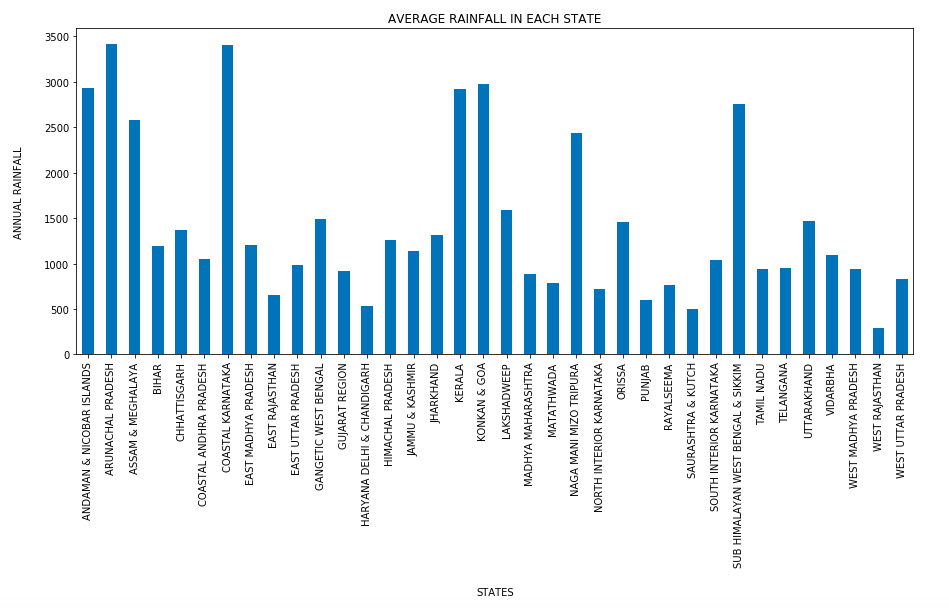 AVERAGE RAINFALL IN EACH STATE
3500
3000
2500
2000
1500
1000
500
0
ANNUAL RAINFALL
ANDAMAN & NICOBAR ISLANDS
ARUNACHAL PRADESH
ASSAM & MEGHALAYA
BIHAR
CHHATTISGARH
COASTAL ANDHRA PRADESH
COASTAL KARNATAKA
EAST MADHYA PRADESH
EAST RAJASTHAN
EAST UTTAR PRADESH
GANGETIC WEST BENGAL
GUJARAT REGION
HARYANA DELHI & CHANDIGARH
HIMACHAL PRADESH
JAMMU & KASHMIR
JHARKHAND
KERALA
KONKAN & GOA
LAKSHADWEEP
MADHYA MAHARASHTRA
MATATHWADA
NAGA MANI MIZO TRIPURA
NORTH INTERIOR KARNATAKA
ORISSA
PUNJAB
RAYALSEEMA
SAURASHTRA & KUTCH
SOUTH INTERIOR KARNATAKA
SUB HIMALAYAN WEST BENGAL & SIKKIM
TAMIL NADU
TELANGANA
UTTARAKHAND
VIDARBHA
WEST MADHYA PRADESH
WEST RAJASTHAN
WEST UTTAR PRADESH
STATES